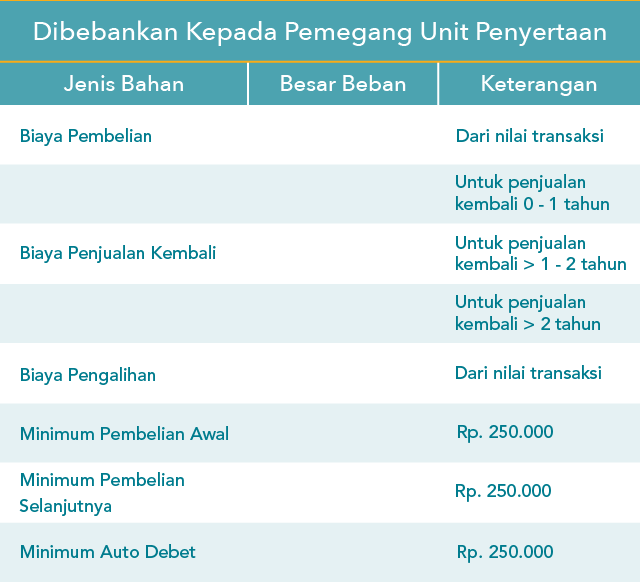 Dibebankan Kepada Pemegang Unit Penyertaan
Jenis Bahan Besar Beban Keterangan
Biaya Pembelian Dari nilai transaksi
Untuk penjualan
kembali 0 - 1 tahun
Biaya Penjualan Kembali
Untuk penjualan
kembali > 1 - 2 tahun
Untuk penjualan
kembali > 2 tahun
Biaya Pengalihan Dari nilai transaksi
Minimum Pembelian Awal Rp. 250.000
Minimum Pembelian
Selanjutnya
Rp. 250.000
Minimum Auto Debet Rp. 250.000